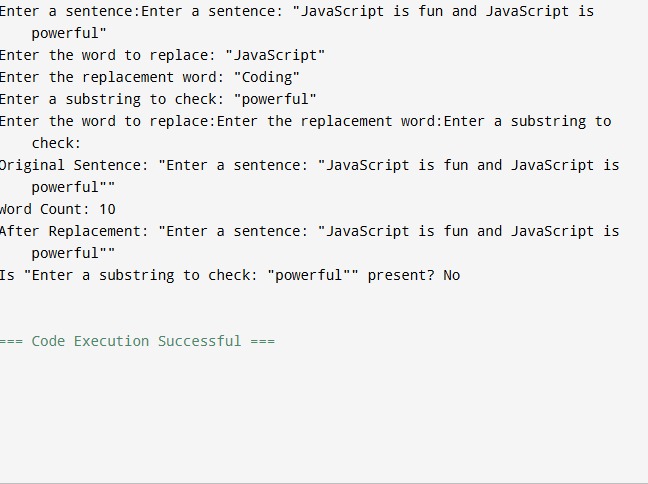 Enter a sentence:Enter a sentence: "JavaScript is fun and JavaScript is
powerful"
Enter the word to replace: "JavaScript"
Enter the replacement word: "Coding"
Enter a substring to check: "powerful"
Enter the word to replace:Enter the replacement word:Enter a substring to
check:
Original Sentence: "Enter a sentence: "JavaScript is fun and JavaScript is
powerful""
Word Count: 10
After Replacement: "Enter a sentence: "JavaScript is fun and JavaScript is
powerful""
Is "Enter a substring to check: "powerful"" present? No
=== Code Execution Successful ===